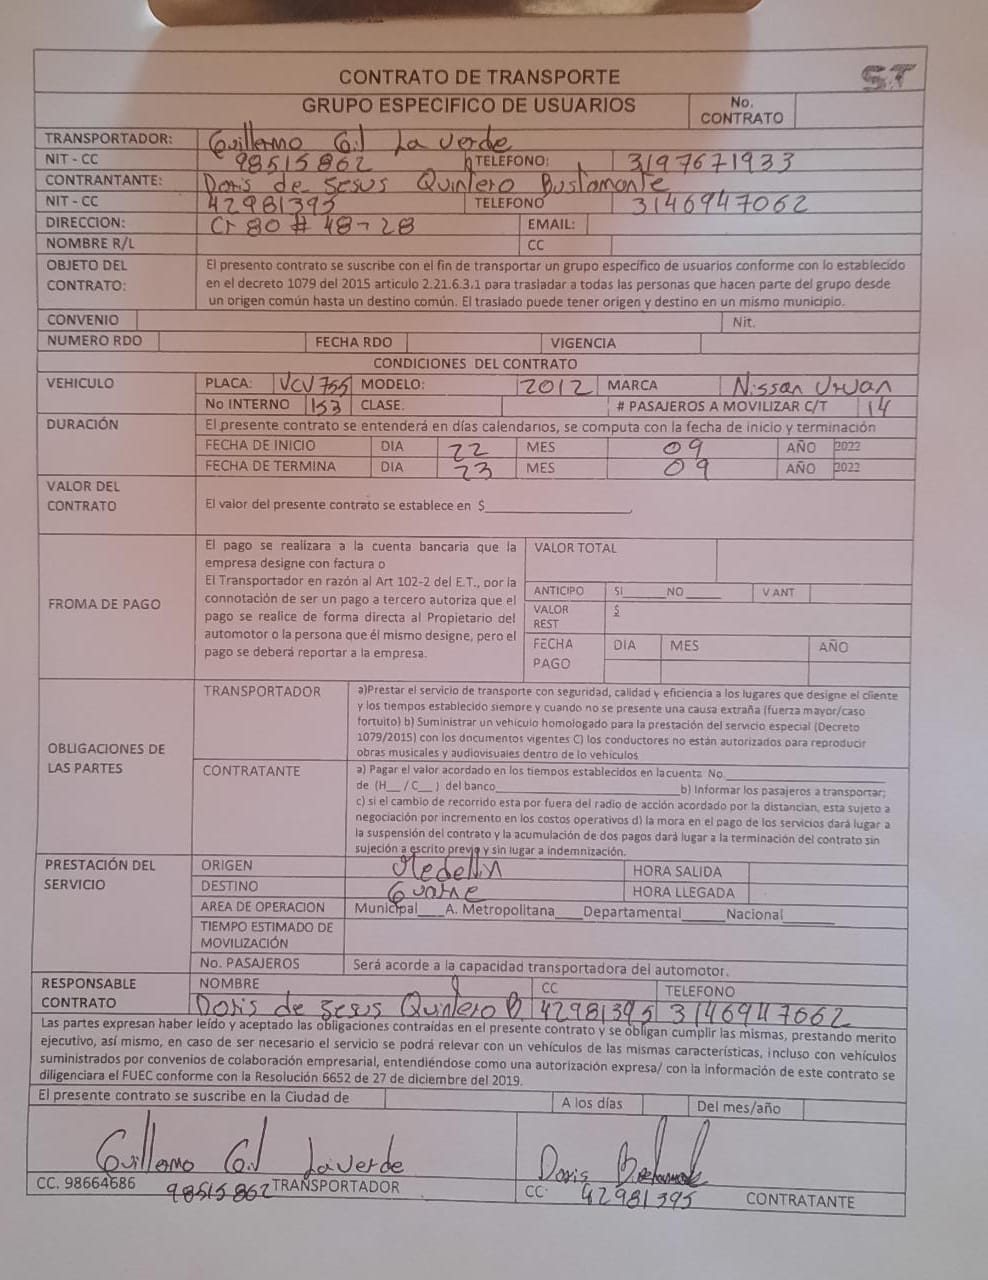 CONTRATO DE TRANSPORTE
ST
GRUPO ESPECIFICO DE USUARIOS
No. CONTRATO
TRANSPORTADOR: Guillermo Gil Laverde
NIT - CC 98515862 TELEFONO: 3197671933
CONTRANTANTE: Doris de Jesus Quintero Bustamante
NIT - CC 42981395 TELEFONO 3146947062
DIRECCION: Cr 80 # 48-28 EMAIL:
NOMBRE R/L CC
OBJETO DEL CONTRATO:
El presento contrato se suscribe con el fin de transportar un grupo especifico de usuarios conforme con lo establecido
en el decreto 1079 del 2015 articulo 2.21.6.3.1 para trasladar a todas las personas que hacen parte del grupo desde
un origen común hasta un destino común. El traslado puede tener origen y destino en un mismo municipio.
CONVENIO Nit.
NUMERO RDO FECHA RDO VIGENCIA
CONDICIONES DEL CONTRATO
VEHICULO PLACA: VCV 755 MODELO: 2012 MARCA Nissan Urvan
No INTERNO 153 CLASE. # PASAJEROS A MOVILIZAR C/T 14
DURACIÓN El presente contrato se entenderá en días calendarios, se computa con la fecha de inicio y terminación
FECHA DE INICIO DIA 22 MES 09 AÑO 2022
FECHA DE TERMINA DIA 23 MES 09 AÑO 2022
VALOR DEL CONTRATO
El valor del presente contrato se establece en $____________________.
FROMA DE PAGO
El pago se realizara a la cuenta bancaria que la
empresa designe con factura o
El Transportador en razón al Art 102-2 del E.T., por la
connotación de ser un pago a tercero autoriza que el
pago se realice de forma directa al Propietario del
automotor o la persona que él mismo designe, pero el
pago se deberá reportar a la empresa.
VALOR TOTAL
ANTICIPO SI______NO_____ V ANT
VALOR REST $
FECHA PAGO DIA MES AÑO
OBLIGACIONES DE LAS PARTES
TRANSPORTADOR
a)Prestar el servicio de transporte con seguridad, calidad y eficiencia a los lugares que designe el cliente
y los tiempos establecido siempre y cuando no se presente una causa extraña (fuerza mayor/caso
fortuito) b) Suministrar un vehiculo homologado para la prestación del servicio especial (Decreto
1079/2015) con los documentos vigentes C) los conductores no están autorizados para reproducir
obras musicales y audiovisuales dentro de lo vehiculos
CONTRATANTE
a) Pagar el valor acordado en los tiempos establecidos en la cuenta No.____________________
de (H__ / C__ ) del banco____________________b) Informar los pasajeros a transportar;
c) si el cambio de recorrido esta por fuera del radio de acción acordado por la distancian, esta sujeto a
negociación por incremento en los costos operativos d) la mora en el pago de los servicios dará lugar a
la suspensión del contrato y la acumulación de dos pagos dará lugar a la terminación del contrato sin
sujeción a escrito previo y sin lugar a indemnización.
PRESTACIÓN DEL SERVICIO
ORIGEN Medellin HORA SALIDA
DESTINO Guarne HORA LLEGADA
AREA DE OPERACION Municipal____A. Metropolitana____Departamental______Nacional_______
TIEMPO ESTIMADO DE MOVILIZACIÓN
No. PASAJEROS Será acorde a la capacidad transportadora del automotor.
RESPONSABLE CONTRATO
NOMBRE CC TELEFONO
Doris de Jesus Quintero B. 42981395 3146947062
Las partes expresan haber leído y aceptado las obligaciones contraídas en el presente contrato y se obligan cumplir las mismas, prestando merito
ejecutivo, así mismo, en caso de ser necesario el servicio se podrá relevar con un vehículos de las mismas características, incluso con vehículos
suministrados por convenios de colaboración empresarial, entendiéndose como una autorización expresa/ con la información de este contrato se
diligenciara el FUEC conforme con la Resolución 6652 de 27 de diciembre del 2019.
El presente contrato se suscribe en la Ciudad de A los días Del mes/año
Guillermo Gil Laverde
Doris
CC. 98664686 98515862 TRANSPORTADOR
CC: 42981395 CONTRATANTE